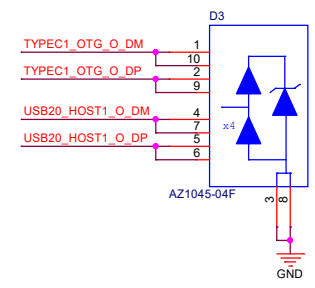 D3
TYPEC1_OTG_O_DM
1
10
TYPEC1_OTG_O_DP
2
9
USB20_HOST1_O_DM
4
7
USB20_HOST1_O_DP
5
6
x4
AZ1045-04F
3
8
GND